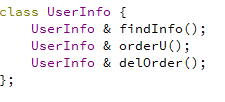 class UserInfo {
    UserInfo & findInfo();
    UserInfo & orderU();
    UserInfo & delOrder();
};